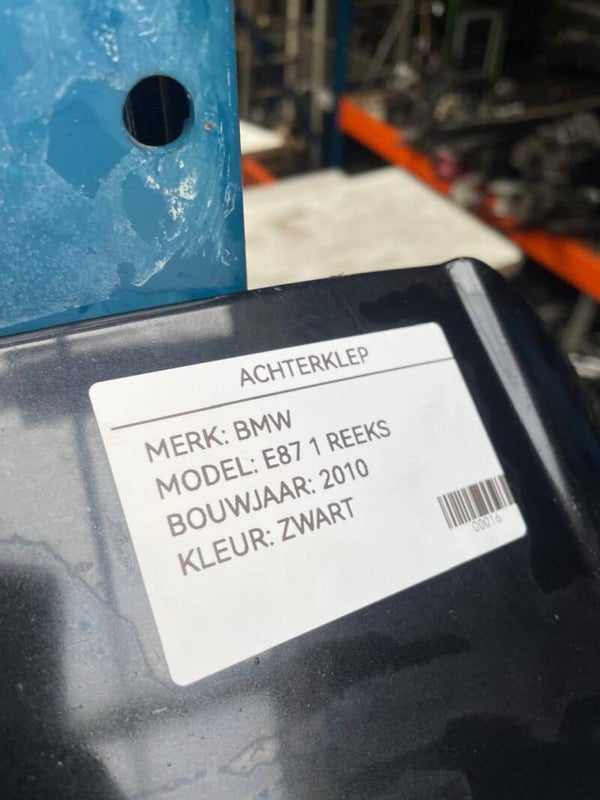 ACHTERKLEP
MERK: BMW
MODEL: E87 1 REEKS
BOUWJAAR: 2010
KLEUR: ZWART
00016